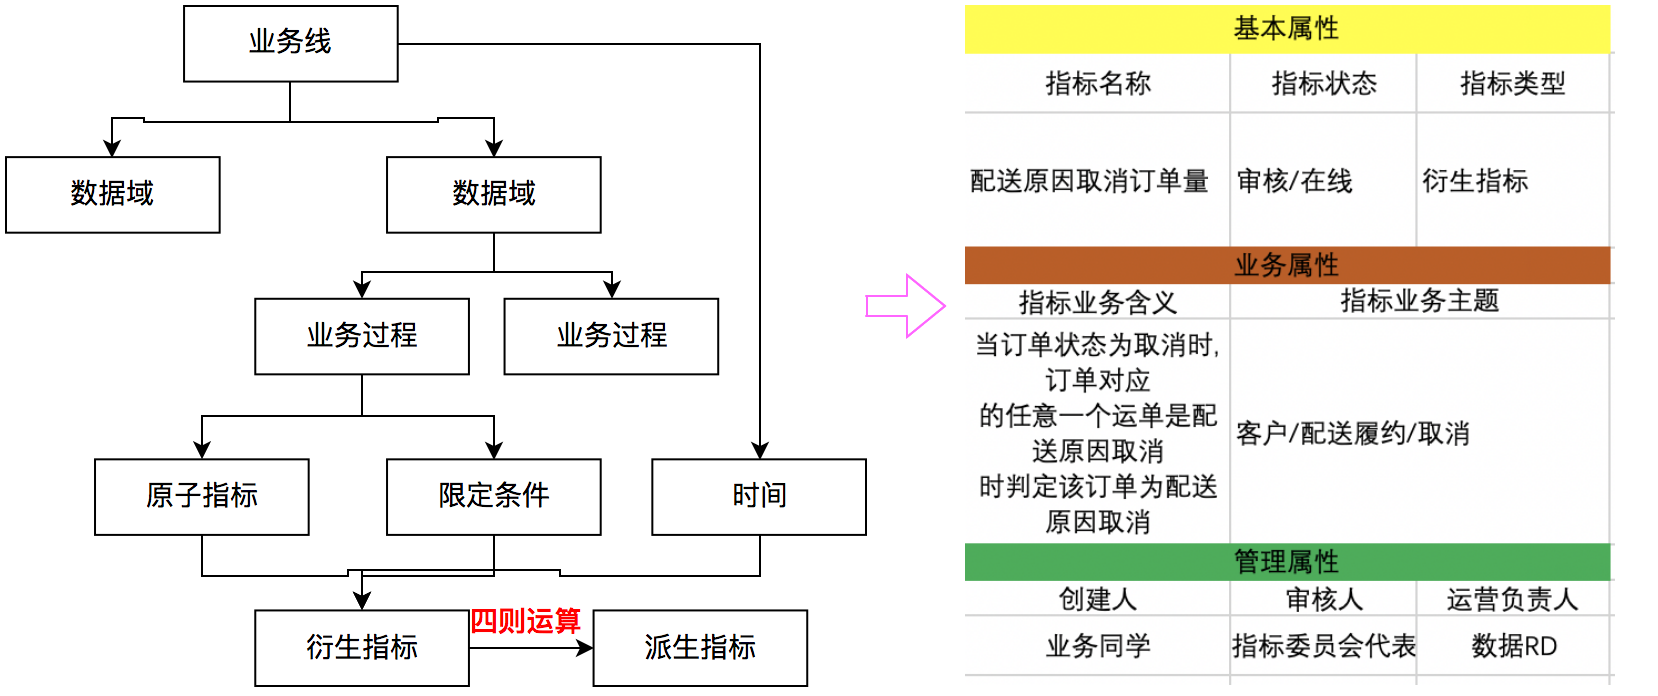 业务线
数据域
数据域
业务过程
业务过程
原子指标
限定条件
时间
四则运算
衍生指标
派生指标
基本属性
指标名称 指标状态 指标类型
配送原因取消订单量 审核/在线 衍生指标
业务属性
指标业务含义 指标业务主题
当订单状态为取消时,
订单对应
的任意一个运单是配
送原因取消
时判定该订单为配送
原因取消
客户/配送履约/取消
管理属性
创建人 审核人 运营负责人
业务同学 指标委员会代表 数据RD